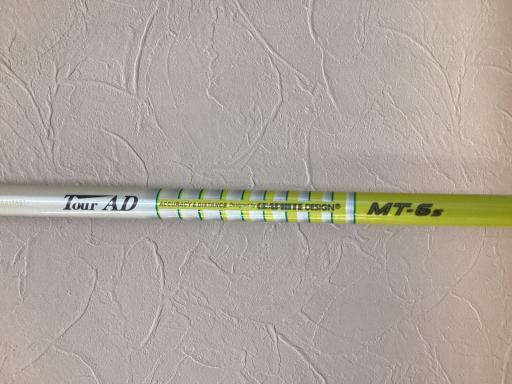 Tour AD
ACCURACY & DISTANCE Designed by GRAPHITE DESIGN®
MT-6s